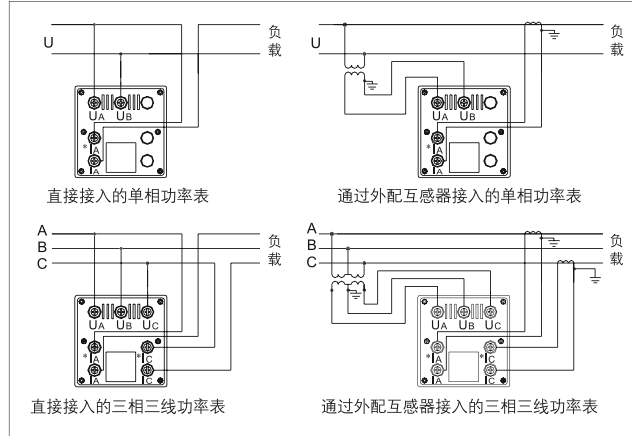 U
负
载
UA UB
*IA
IA
直接接入的单相功率表
U
负
载
UA UB
*IA
IA
通过外配互感器接入的单相功率表
A
B
C
负
载
UA UB UC
*IA *IC
IA IC
直接接入的三相三线功率表
A
B
C
负
载
UA UB UC
*IA *IC
IA IC
通过外配互感器接入的三相三线功率表